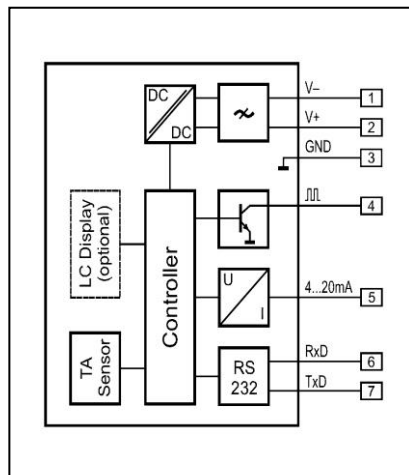 V–
1
DC
DC
V+
2
GND
3
4
LC Display
(optional)
Controller
U
I
4...20mA
5
TA
Sensor
RS
232
RxD
6
TxD
7